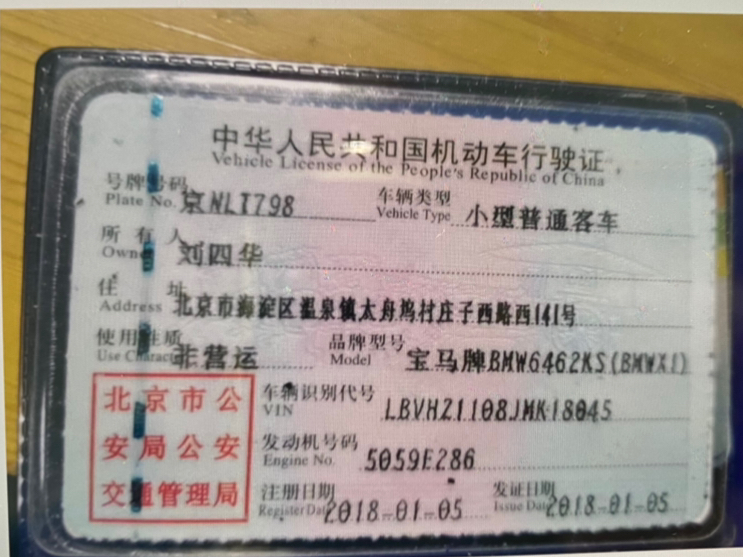 中华人民共和国机动车行驶证
Vehicle License of the People's Republic of China
号牌号码 京NLT798 车辆类型 小型普通客车
Plate No. Vehicle Type
所有人 刘四华
Owner
住址 北京市海淀区温泉镇太舟坞村庄子西路西141号
Address
使用性质 非营运 品牌型号 宝马牌BMW6462KS(BMWX1)
Use Character Model
北京市公
安局公安
交通管理局
车辆识别代号 LBVHZ1108JMK18045
VIN
发动机号码 5059E286
Engine No.
注册日期 2018-01-05 发证日期 2018-01-05
Register Date Issue Date